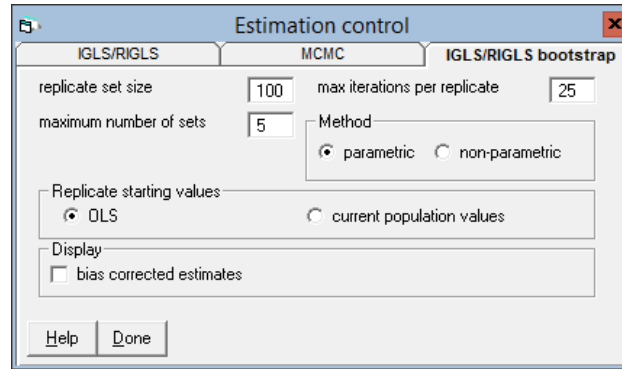 Estimation control
IGLS/RIGLS MCMC IGLS/RIGLS bootstrap
replicate set size 100 max iterations per replicate 25
maximum number of sets 5 Method
parametric non-parametric
Replicate starting values
OLS current population values
Display
bias corrected estimates
Help Done